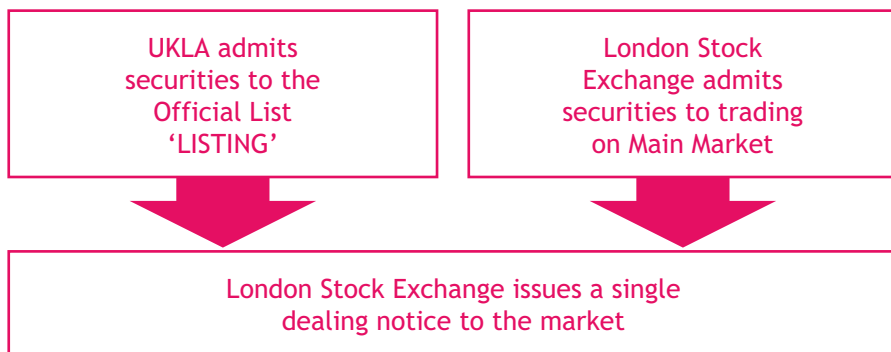 UKLA admits
securities to the
Official List
‘LISTING’
London Stock
Exchange admits
securities to trading
on Main Market
London Stock Exchange issues a single
dealing notice to the market